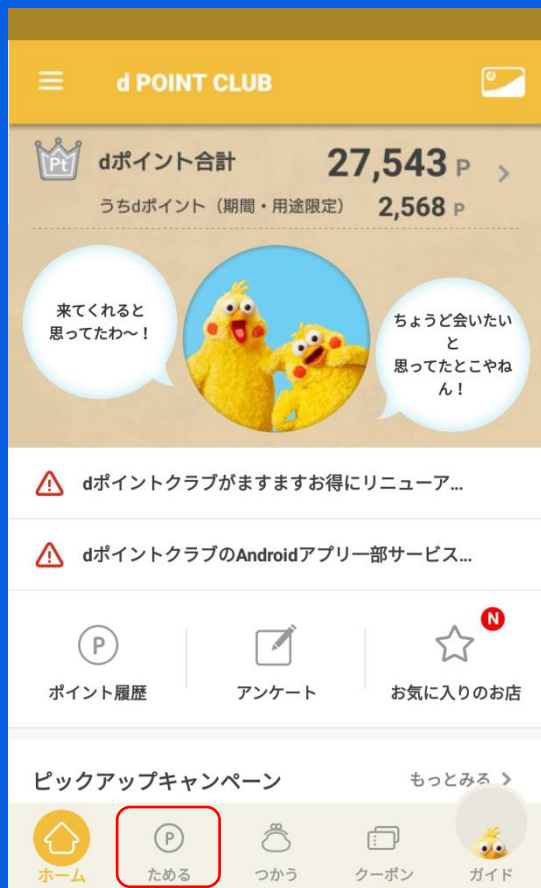 d POINT CLUB
Pt dポイント合計 27,543 P
うちdポイント（期間・用途限定） 2,568 P
来てくれると
思ってたわ〜！
ちょうど会いたい
と
思ってたとこやね
ん！
dポイントクラブがますますお得にリニューア...
dポイントクラブのAndroidアプリ一部サービス...
P
N
ポイント履歴 アンケート お気に入りのお店
ピックアップキャンペーン もっとみる
P
ホーム ためる つかう クーポン ガイド